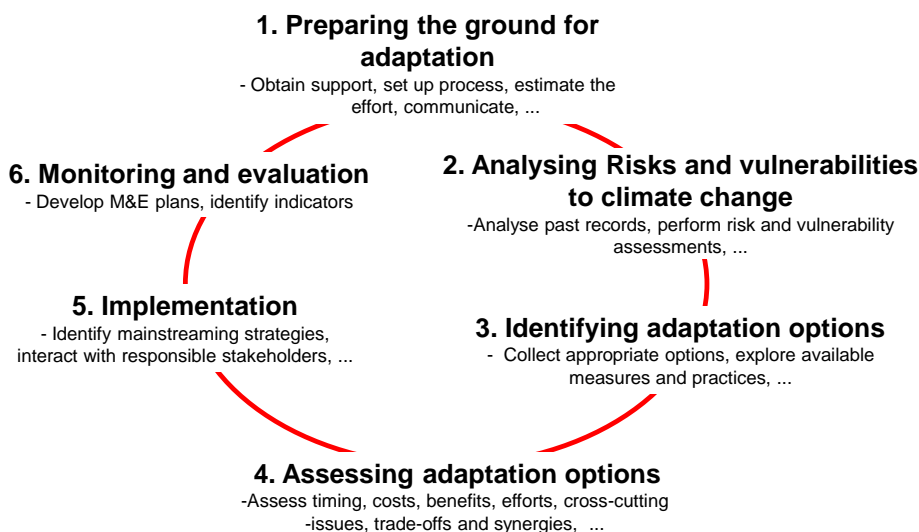 1. Preparing the ground for
adaptation
- Obtain support, set up process, estimate the
effort, communicate, ...
2. Analysing Risks and vulnerabilities
to climate change
-Analyse past records, perform risk and vulnerability
assessments, ...
3. Identifying adaptation options
- Collect appropriate options, explore available
measures and practices, ...
4. Assessing adaptation options
-Assess timing, costs, benefits, efforts, cross-cutting
-issues, trade-offs and synergies, ...
5. Implementation
- Identify mainstreaming strategies,
interact with responsible stakeholders, ...
6. Monitoring and evaluation
- Develop M&E plans, identify indicators